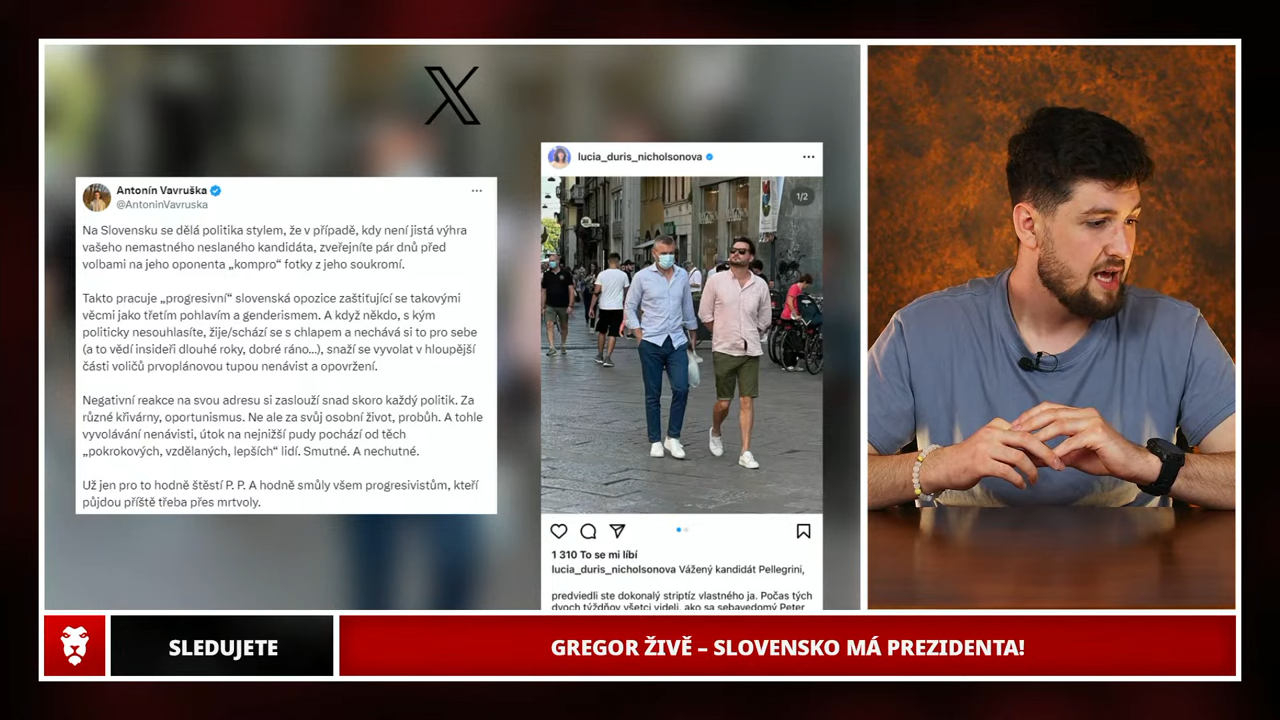 X
Antonín Vavruška
@AntoninVavruska
Na Slovensku se dělá politika stylem, že v případě, kdy není jistá výhra
vašeho nemastného neslaného kandidáta, zveřejníte pár dnů před
volbami na jeho oponenta „kompro“ fotky z jeho soukromí.
Takto pracuje „progresivní“ slovenská opozice zaštiťující se takovými
věcmi jako třetím pohlavím a genderismem. A když někdo, s kým
politicky nesouhlasíte, žije/schází se s chlapem a nechává si to pro sebe
(a to vědí insideři dlouhé roky, dobré ráno...), snaží se vyvolat v hloupější
části voličů prvoplánovou tupou nenávist a opovržení.
Negativní reakce na svou adresu si zaslouží snad skoro každý politik. Za
různé křivárny, oportunismus. Ne ale za svůj osobní život, probůh. A tohle
vyvolávání nenávisti, útok na nejnižší pudy pochází od těch
„pokrokových, vzdělaných, lepších“ lidí. Smutné. A nechutné.
Už jen pro to hodně štěstí P. P. A hodně smůly všem progresivistům, kteří
půjdou příště třeba přes mrtvoly.
lucia_duris_nicholsonova
1/2
1 310 To se mi líbí
lucia_duris_nicholsonova Vážený kandidát Pellegrini,
predviedli ste dokonalý striptíz vlastného ja. Počas tých
dvoch týždňov všetci videli, ako sa sebavedomý Peter
SLEDUJETE
GREGOR ŽIVĚ – SLOVENSKO MÁ PREZIDENTA!